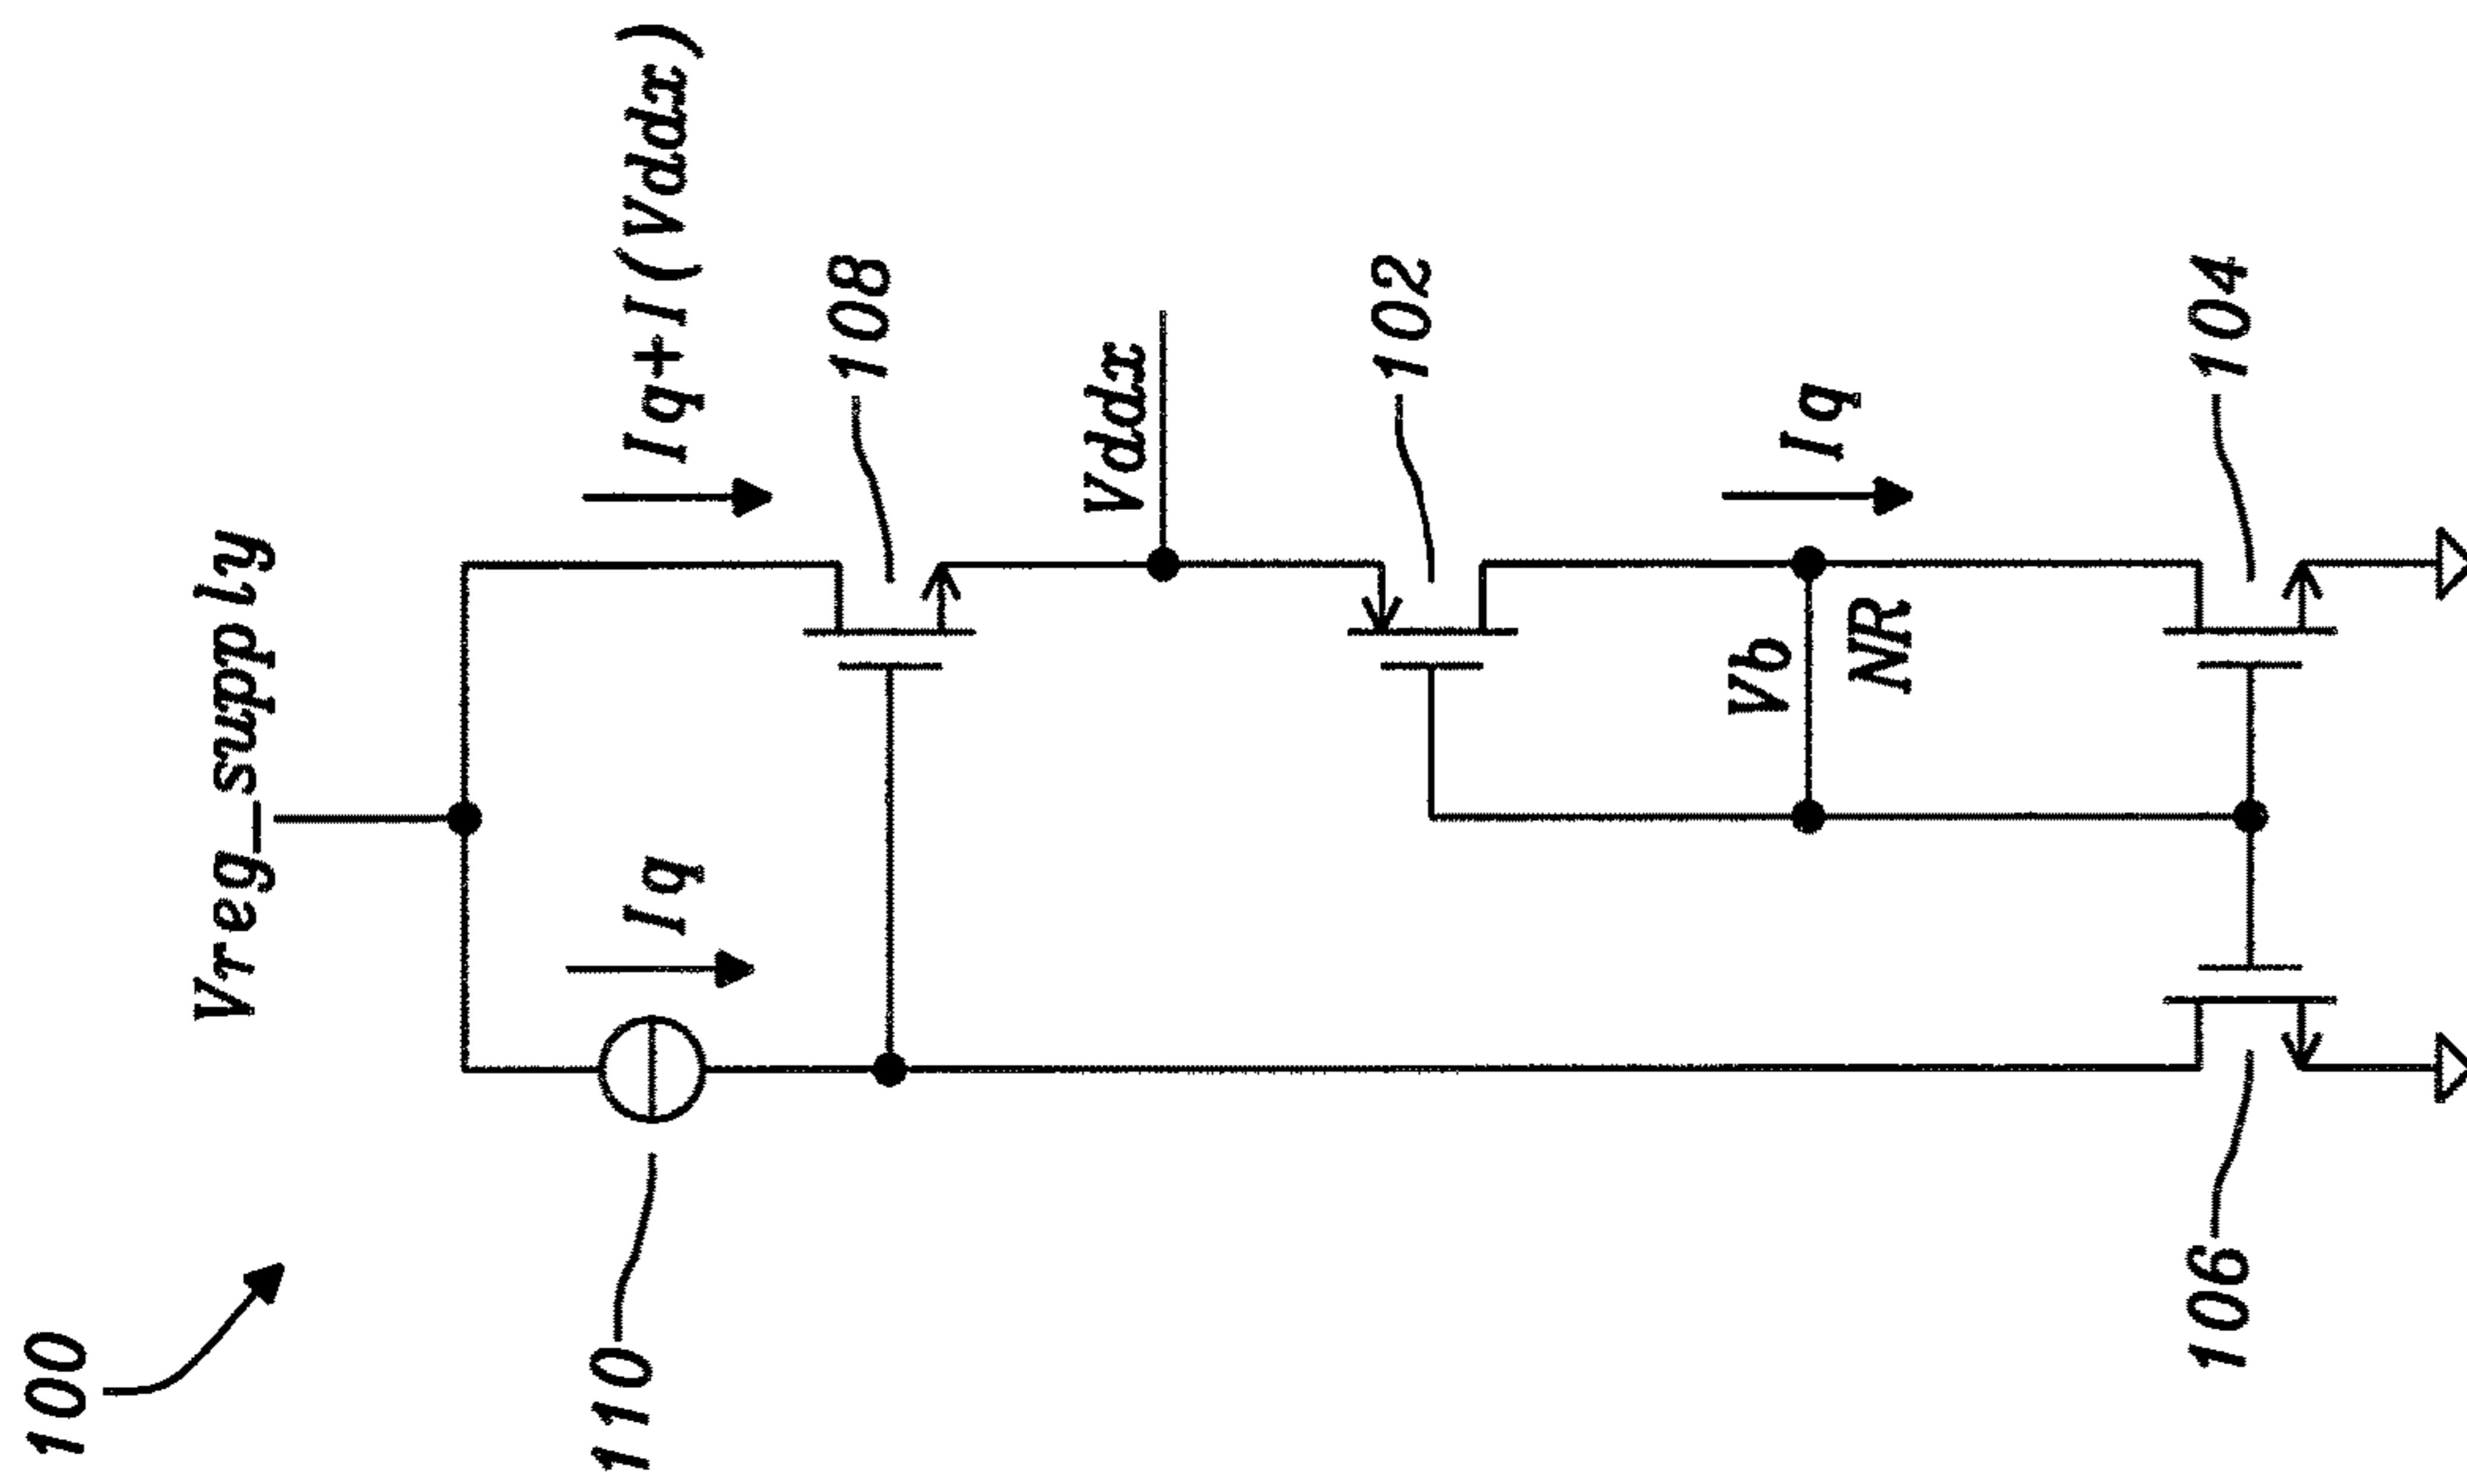 100
Vreg_supply
110
Iq
Iq+I(Vddx)
108
Vddx
102
Vb
NR
Iq
106
104